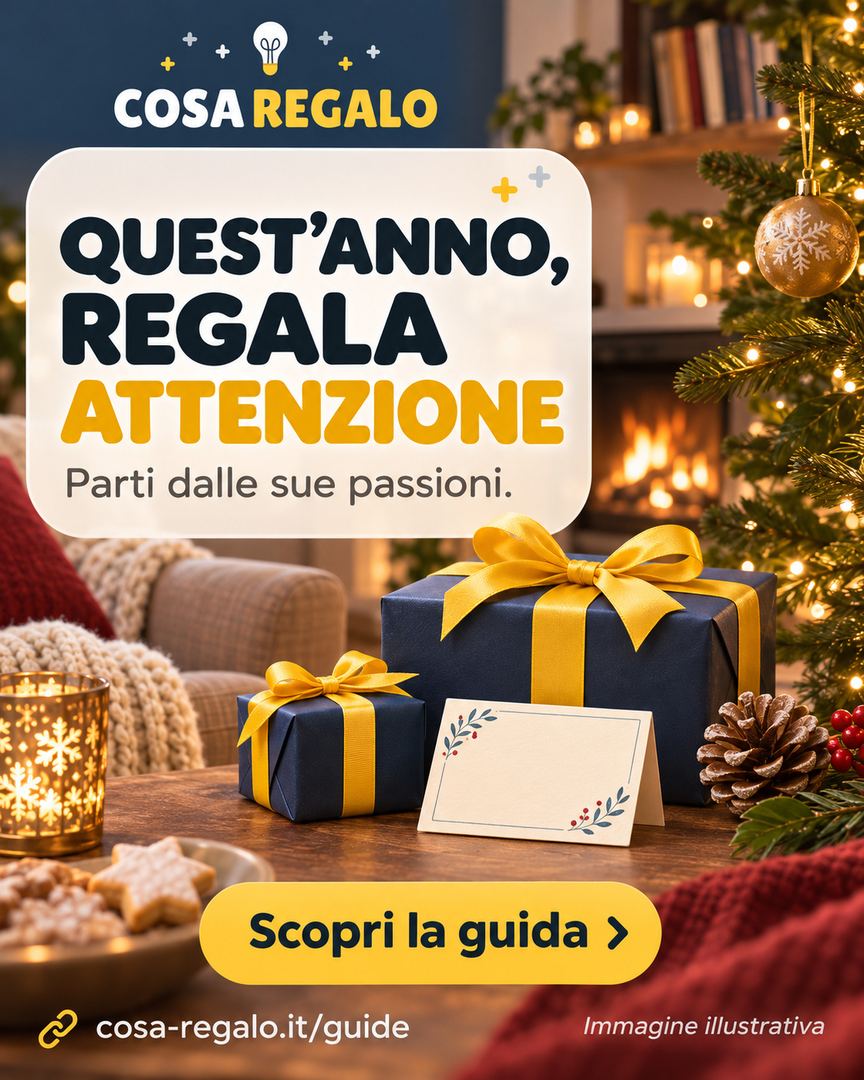 COSA REGALO
QUEST'ANNO,
REGALA
ATTENZIONE
Parti dalle sue passioni.
Scopri la guida
cosa-regalo.it/guide
Immagine illustrativa